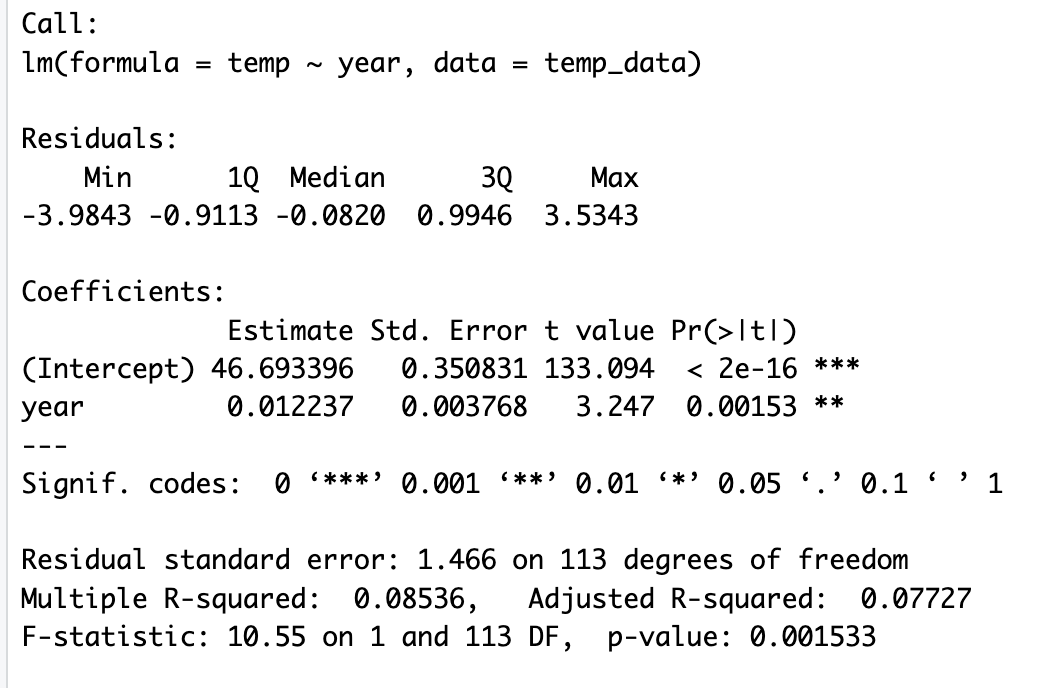 Call:
lm(formula = temp ~ year, data = temp_data)
Residuals:
Min 1Q Median 3Q Max
-3.9843 -0.9113 -0.0820 0.9946 3.5343
Coefficients:
Estimate Std. Error t value Pr(>|t|)
(Intercept) 46.693396 0.350831 133.094 < 2e-16 ***
year 0.012237 0.003768 3.247 0.00153 **
---
Signif. codes: 0 ‘***’ 0.001 ‘**’ 0.01 ‘*’ 0.05 ‘.’ 0.1 ‘ ’ 1
Residual standard error: 1.466 on 113 degrees of freedom
Multiple R-squared: 0.08536, Adjusted R-squared: 0.07727
F-statistic: 10.55 on 1 and 113 DF, p-value: 0.001533